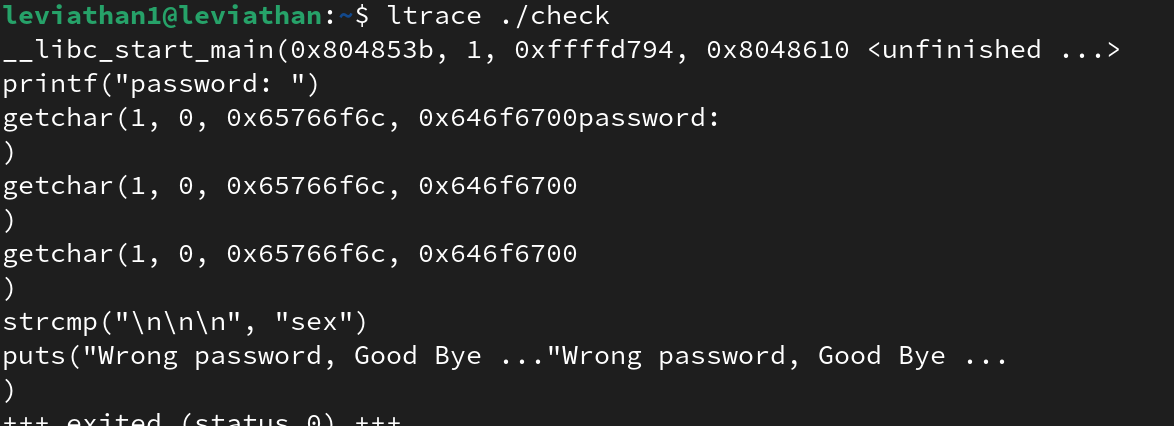 leviathan1@leviathan:~$ ltrace ./check
__libc_start_main(0x804853b, 1, 0xffffd794, 0x8048610 <unfinished ...>
printf("password: ")
getchar(1, 0, 0x65766f6c, 0x646f6700password:
)
getchar(1, 0, 0x65766f6c, 0x646f6700
)
getchar(1, 0, 0x65766f6c, 0x646f6700
)
strcmp("\n\n\n", "sex")
puts("Wrong password, Good Bye ..."Wrong password, Good Bye ...
)
+++ exited (status 0) +++